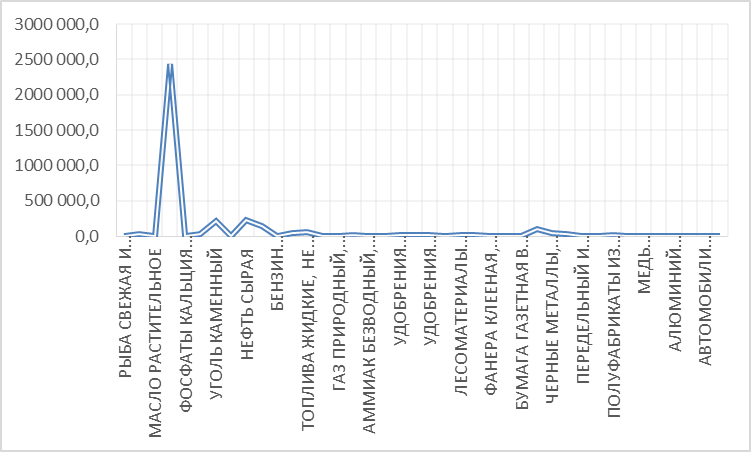 3000 000,0
2500 000,0
2000 000,0
1500 000,0
1000 000,0
500 000,0
0,0
РЫБА СВЕЖАЯ И…
МАСЛО РАСТИТЕЛЬНОЕ
ФОСФАТЫ КАЛЬЦИЯ…
УГОЛЬ КАМЕННЫЙ
НЕФТЬ СЫРАЯ
БЕНЗИН…
ТОПЛИВА ЖИДКИЕ, НЕ…
ГАЗ ПРИРОДНЫЙ,…
АММИАК БЕЗВОДНЫЙ,…
УДОБРЕНИЯ…
УДОБРЕНИЯ…
ЛЕСОМАТЕРИАЛЫ…
ФАНЕРА КЛЕЕНАЯ,…
БУМАГА ГАЗЕТНАЯ В…
ЧЕРНЫЕ МЕТАЛЛЫ,…
ПЕРЕДЕЛЬНЫЙ И…
ПОЛУФАБРИКАТЫ ИЗ…
МЕДЬ…
АЛЮМИНИЙ…
АВТОМОБИЛИ…